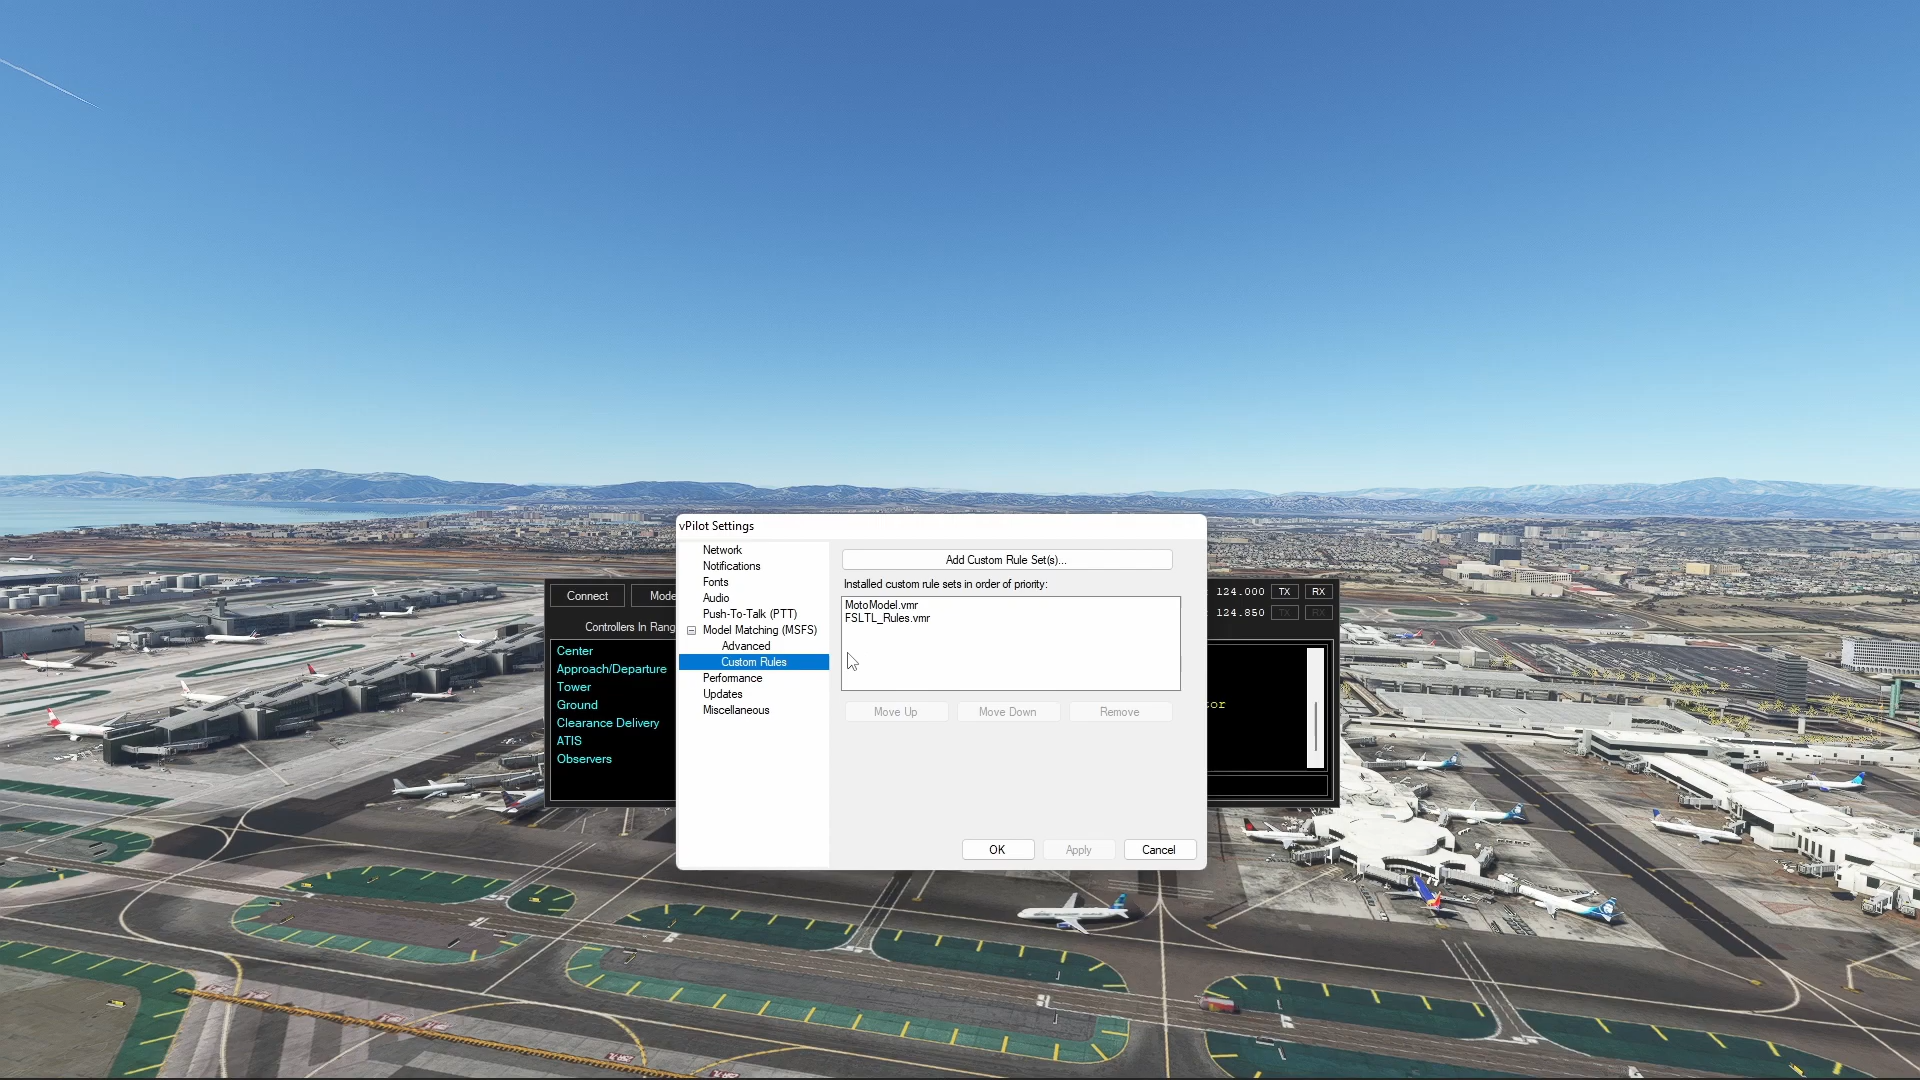 vPilot Settings
Network
Notifications
Fonts
Audio
Push-To-Talk (PTT)
Model Matching (MSFS)
Advanced
Custom Rules
Performance
Updates
Miscellaneous
Add Custom Rule Set(s)...
Installed custom rule sets in order of priority:
MotoModel.vmr
FSLTL_Rules.vmr
Move Up
Move Down
Remove
OK
Apply
Cancel
Connect
Mode
Controllers In Rang
Center
Approach/Departure
Tower
Ground
Clearance Delivery
ATIS
Observers
124.000 TX RX
124.850 TX RX
tor